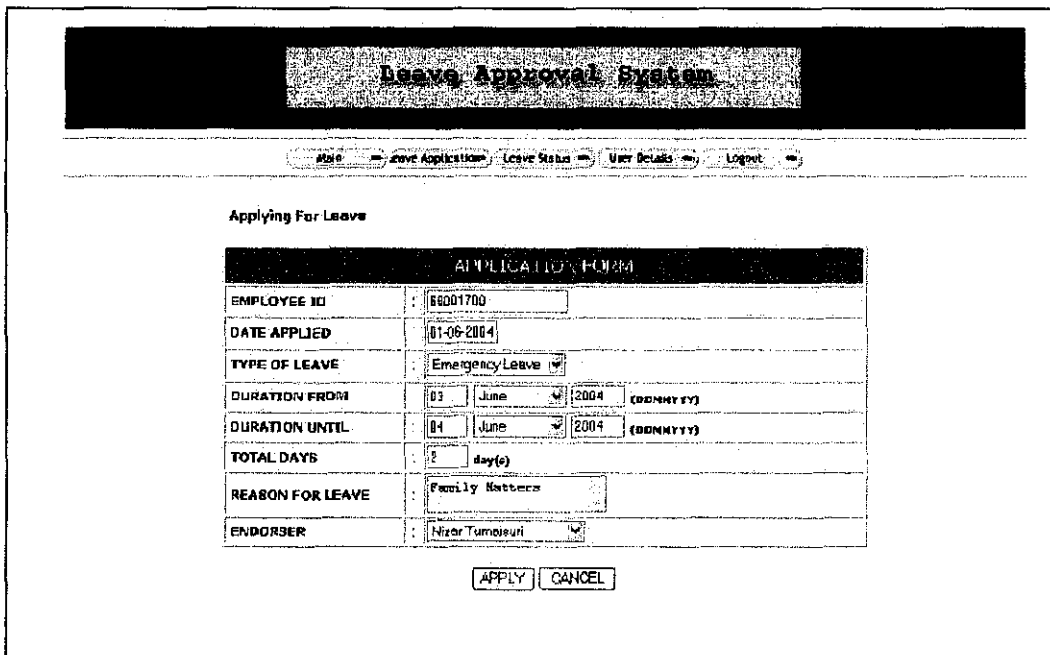 Leave Approval System
Main Leave Application Leave Status User Details Logout
Applying For Leave
APPLICATION FORM
EMPLOYEE ID : 66001700
DATE APPLIED 01-06-2004
TYPE OF LEAVE : Emergency Leave
DURATION FROM : 03 June 2004 (DDMMYYY)
DURATION UNTIL : 04 June 2004 (DDMMYYY)
TOTAL DAYS : 2 day(s)
REASON FOR LEAVE : Family Matters
ENDORSER : Nizar Tumoisuri
APPLY CANCEL